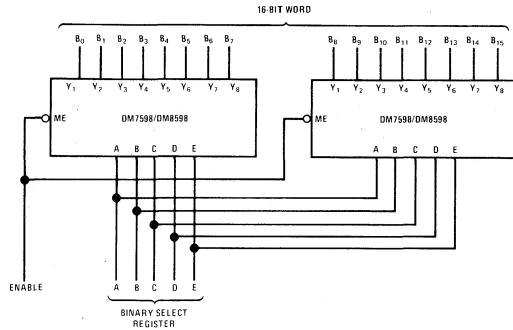 16-BIT WORD
B0 B1 B2 B3 B4 B5 B6 B7 B8 B9 B10 B11 B12 B13 B14 B15
Y1 Y2 Y3 Y4 Y5 Y6 Y7 Y8 Y1 Y2 Y3 Y4 Y5 Y6 Y7 Y8
ME DM7598/DM8598 ME DM7598/DM8598
A B C D E A B C D E
ENABLE A B C D E
BINARY SELECT
REGISTER